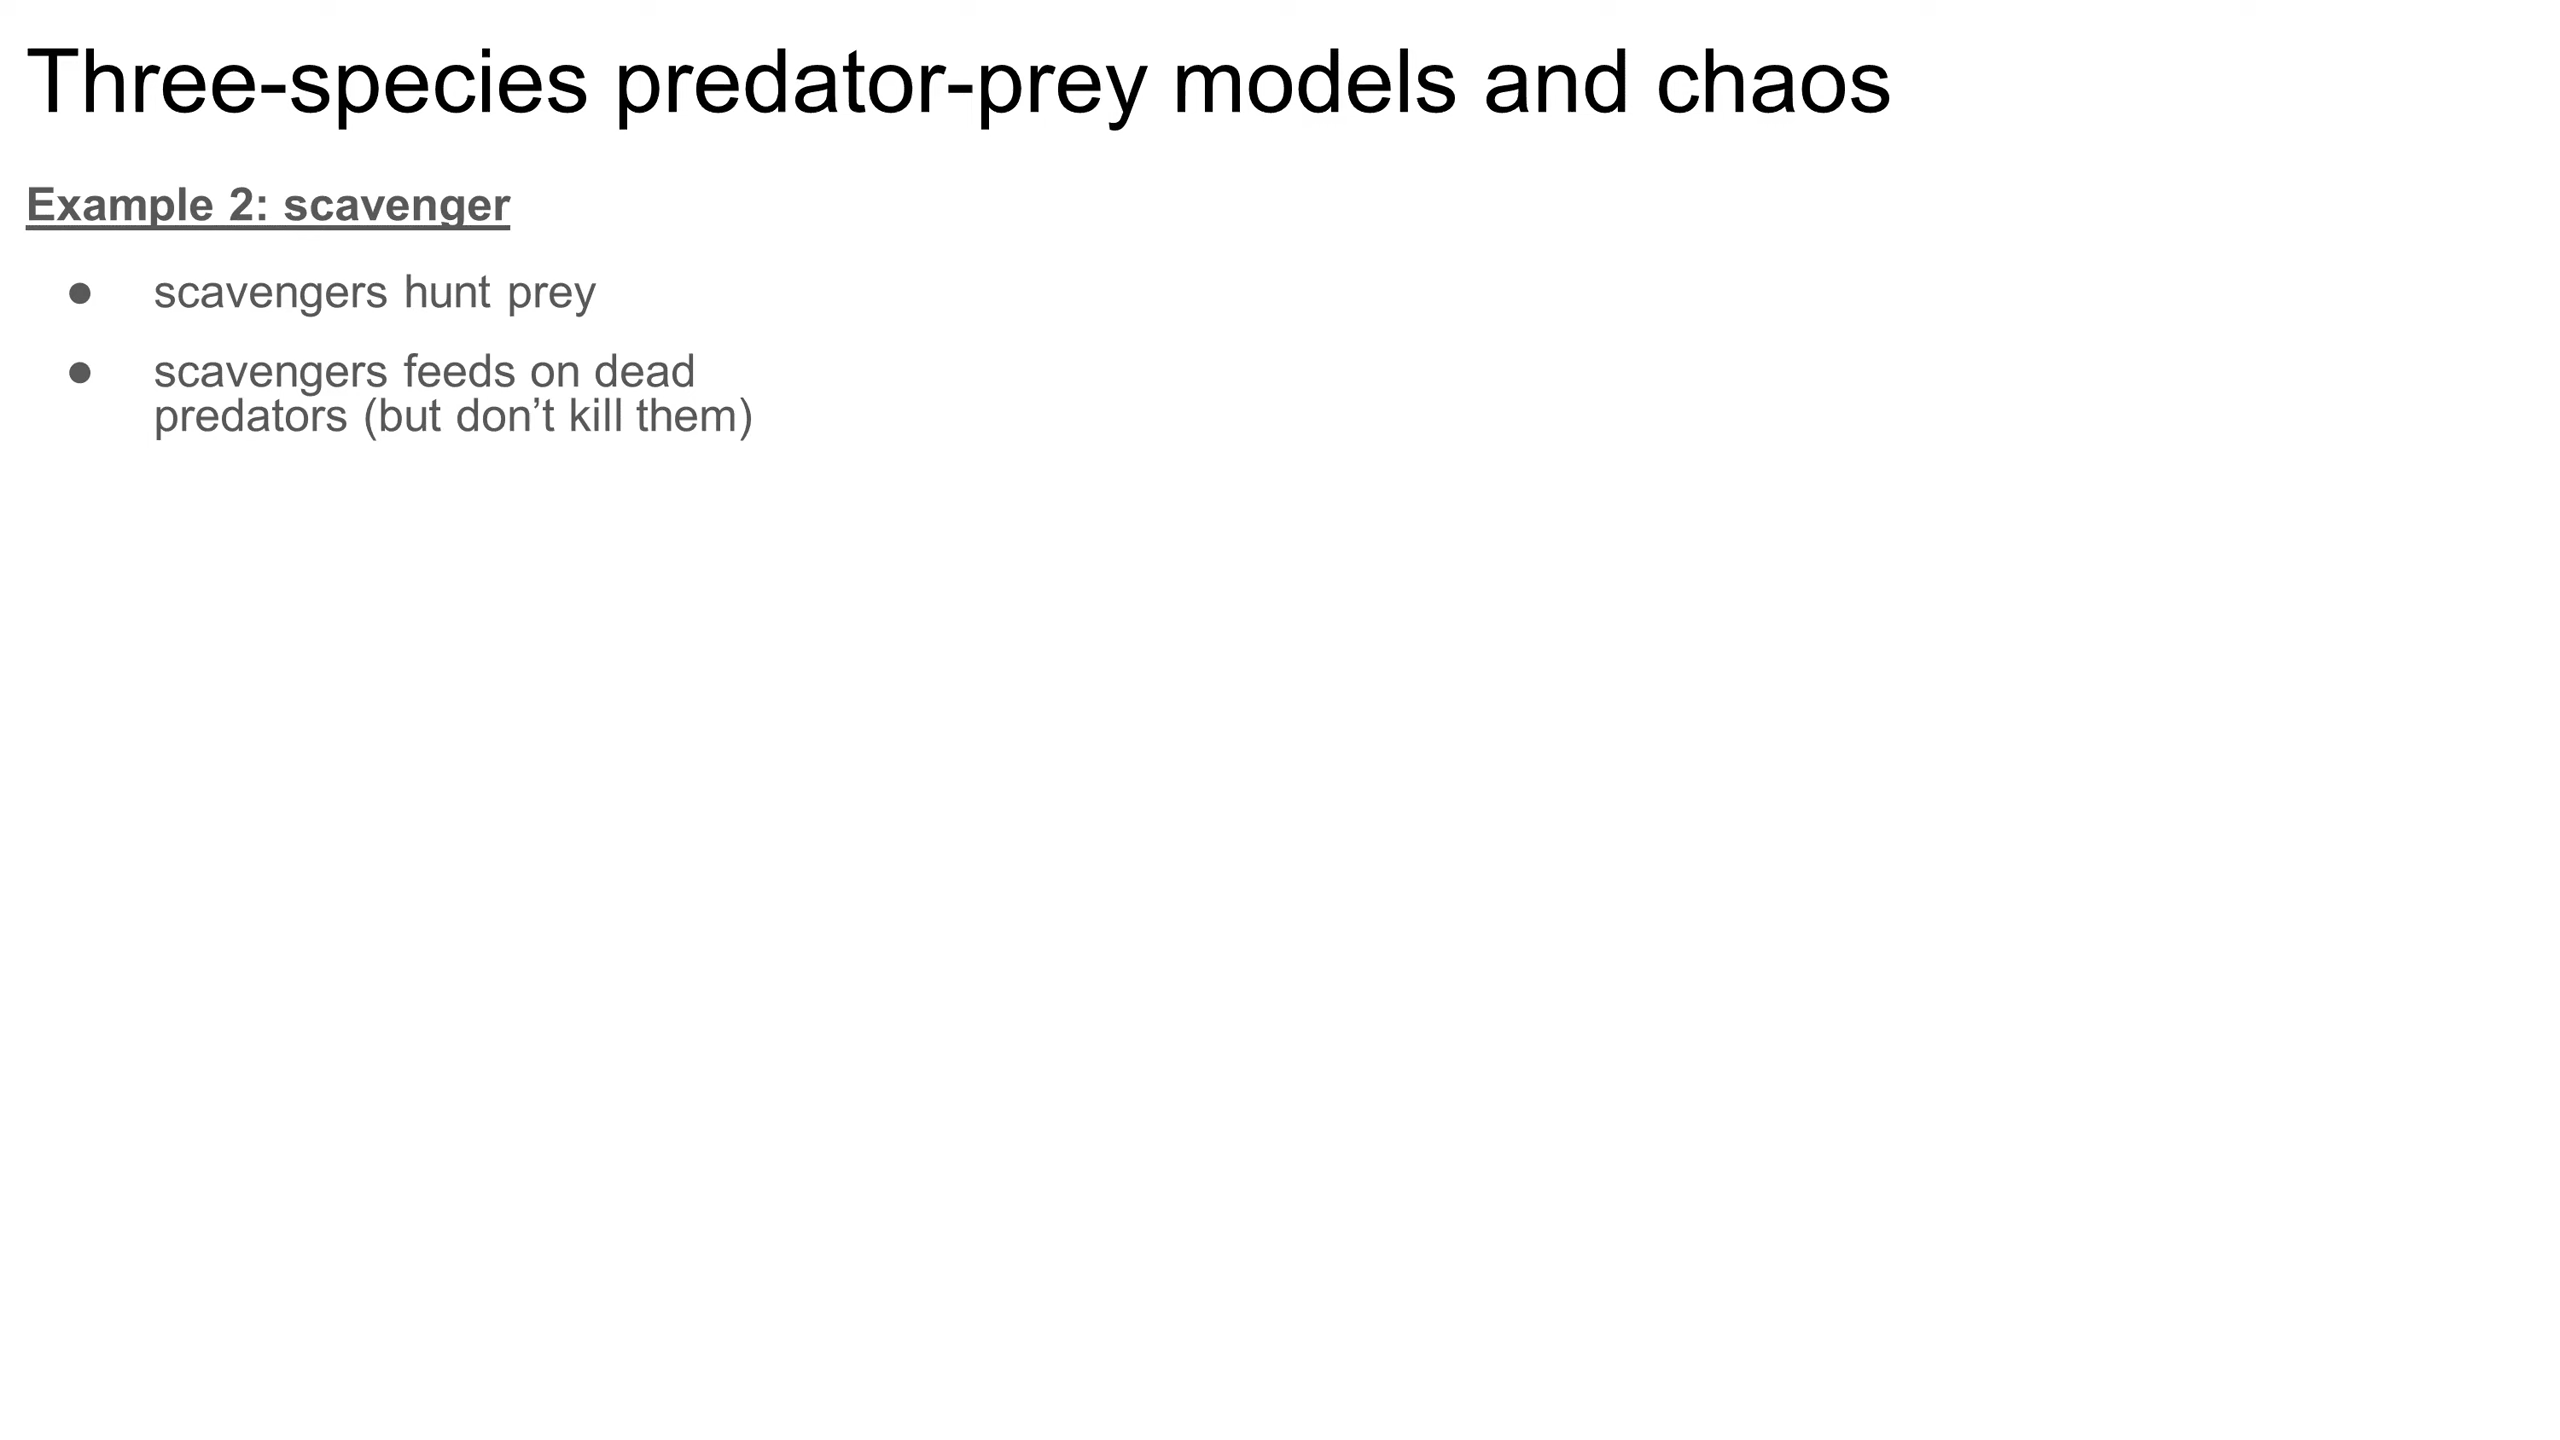 Three-species predator-prey models and chaos
Example 2: scavenger
● scavengers hunt prey
● scavengers feeds on dead
predators (but don’t kill them)